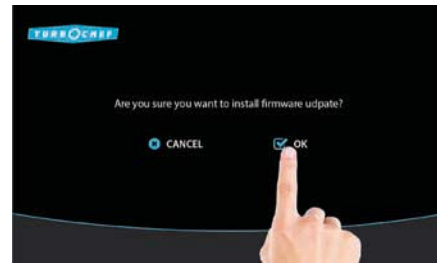 TURBOCHEF
Are you sure you want to install firmware udpate?
CANCEL
OK